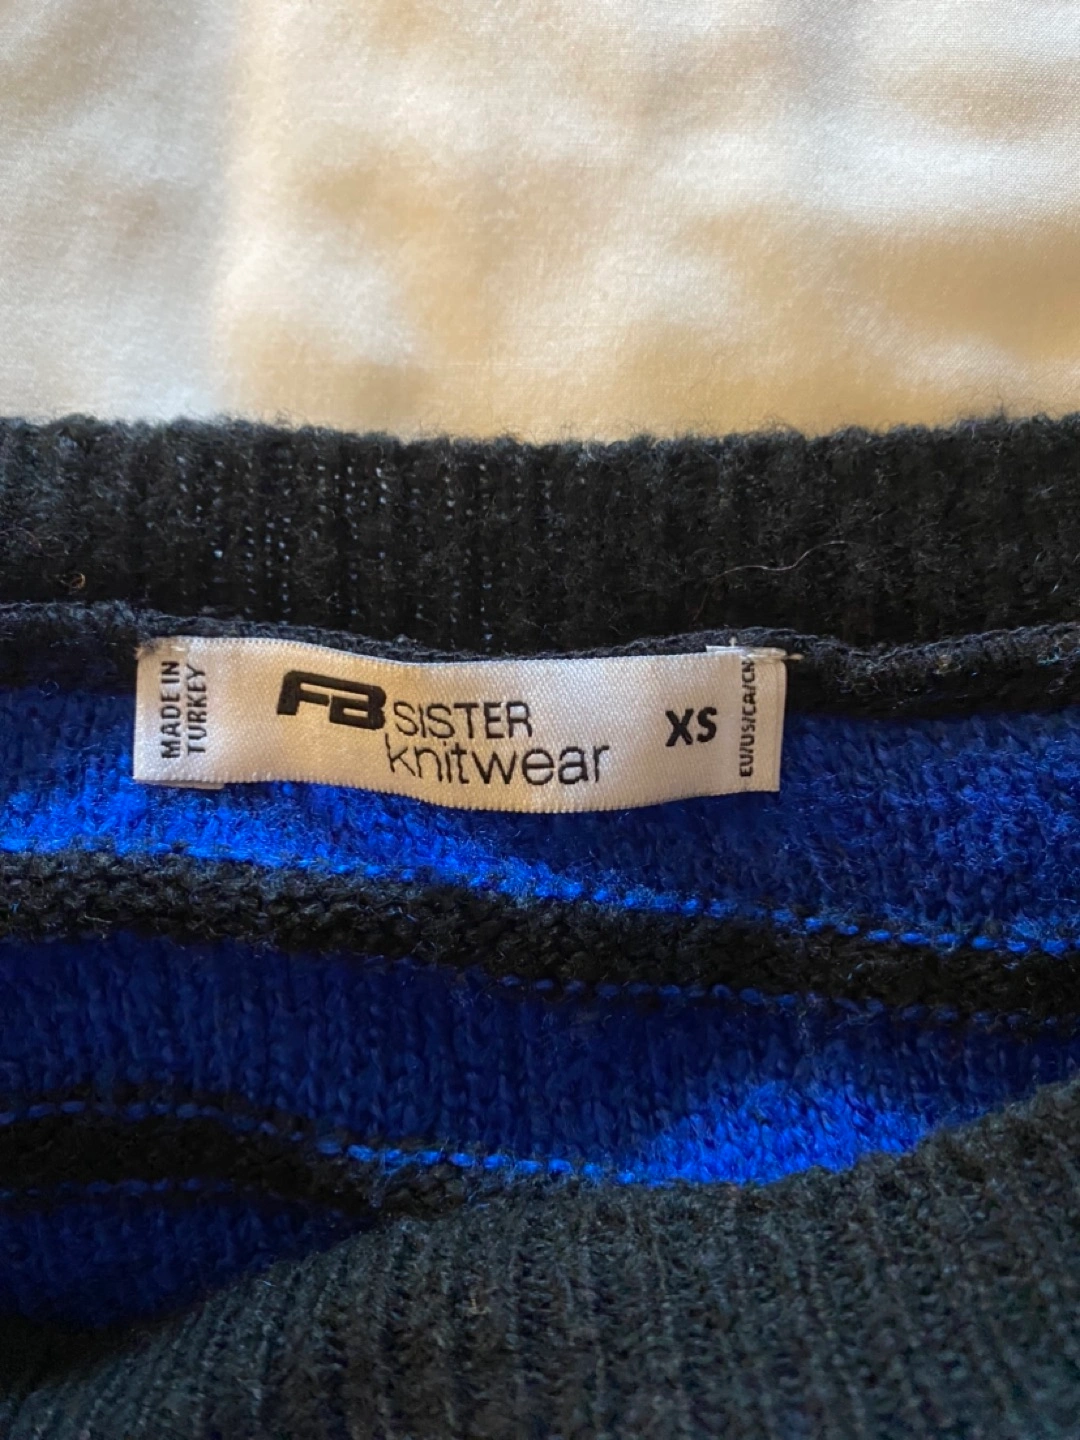 MADE IN
TURKEY
FB SISTER
knitwear
XS
EU/US/CA/CN